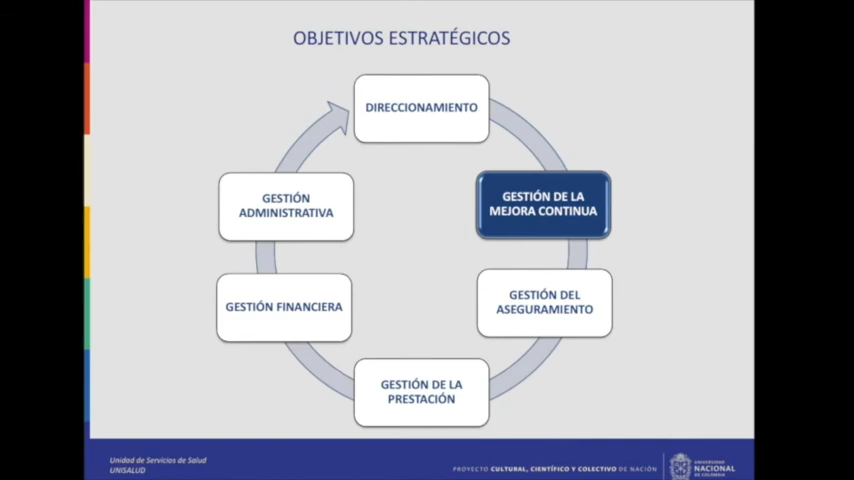 OBJETIVOS ESTRATÉGICOS
DIRECCIONAMIENTO
GESTIÓN DE LA
MEJORA CONTINUA
GESTIÓN DEL
ASEGURAMIENTO
GESTIÓN DE LA
PRESTACIÓN
GESTIÓN FINANCIERA
GESTIÓN
ADMINISTRATIVA
Unidad de Servicios de Salud
UNISALUD
PROYECTO CULTURAL, CIENTÍFICO Y COLECTIVO DE NACIÓN
UNIVERSIDAD
NACIONAL
DE COLOMBIA